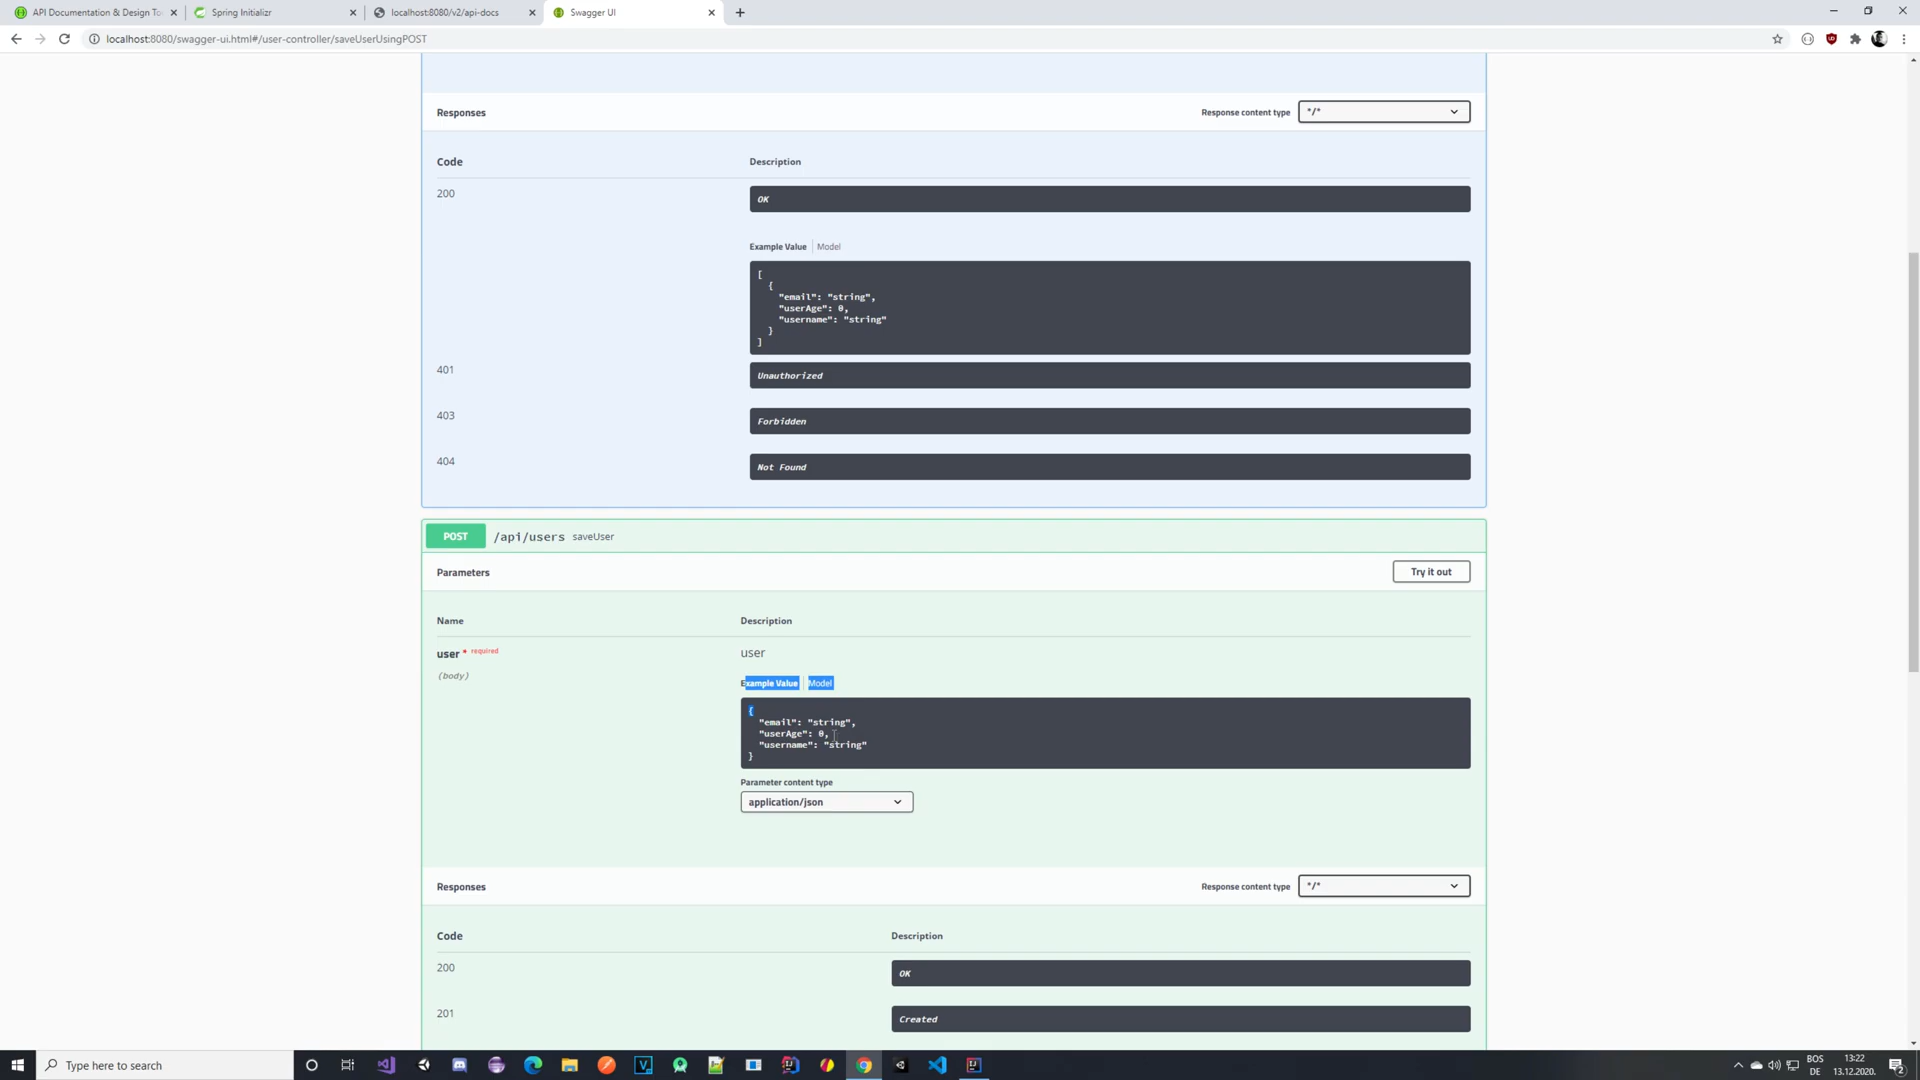 API Documentation & Design To
Spring Initializr
localhost:8080/v2/api-docs
Swagger UI
localhost:8080/swagger-ui.html#/user-controller/saveUserUsingPOST
Responses
Response content type
*/*
Code
Description
200
OK
Example Value
Model
[
{
"email": "string",
"userAge": 0,
"username": "string"
}
]
401
Unauthorized
403
Forbidden
404
Not Found
POST
/api/users
saveUser
Parameters
Try it out
Name
Description
user * required
user
(body)
Example Value
Model
{
"email": "string",
"userAge": 0,
"username": "string"
}
Parameter content type
application/json
Responses
Response content type
*/*
Code
Description
200
OK
201
Created
Type here to search
BOS
DE
13:22
13.12.2020.
2